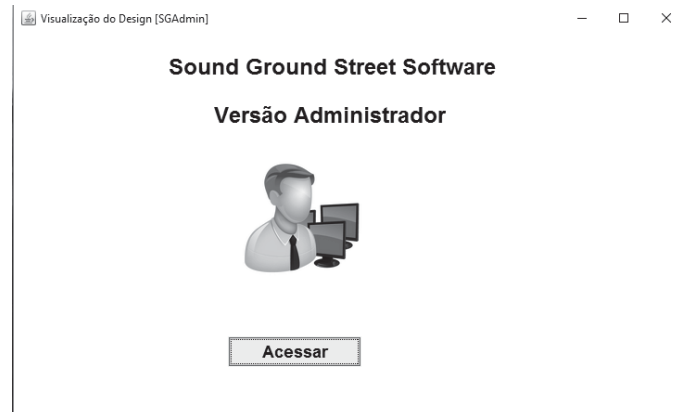 Visualização do Design [SGAdmin]
Sound Ground Street Software
Versão Administrador
Acessar